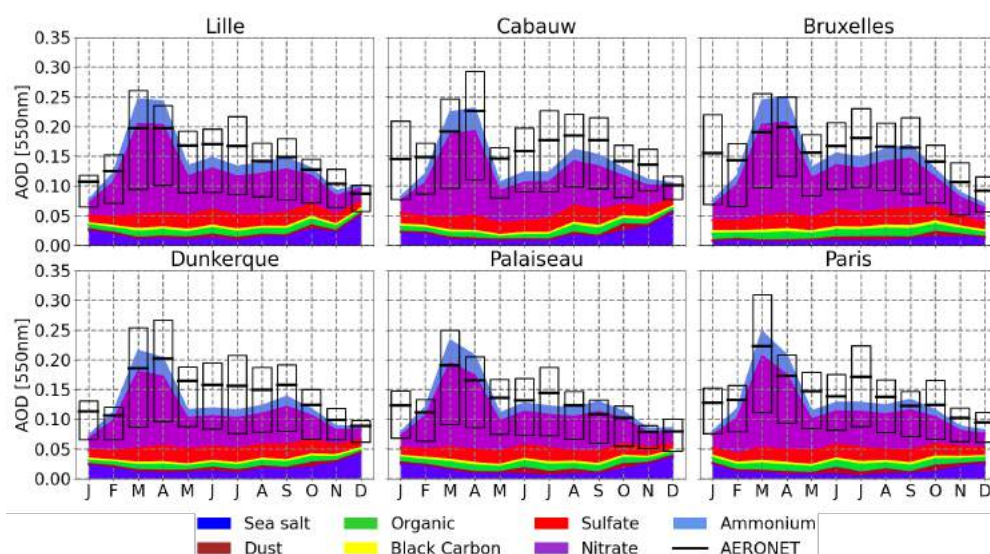 Lille Cabauw Bruxelles
AOD [550nm]
0.35
0.30
0.25
0.20
0.15
0.10
0.05
0.00
Dunkerque Palaiseau Paris
AOD [550nm]
0.35
0.30
0.25
0.20
0.15
0.10
0.05
0.00
J F M A M J J A S O N D J F M A M J J A S O N D J F M A M J J A S O N D
Sea salt Organic Sulfate Ammonium
Dust Black Carbon Nitrate AERONET